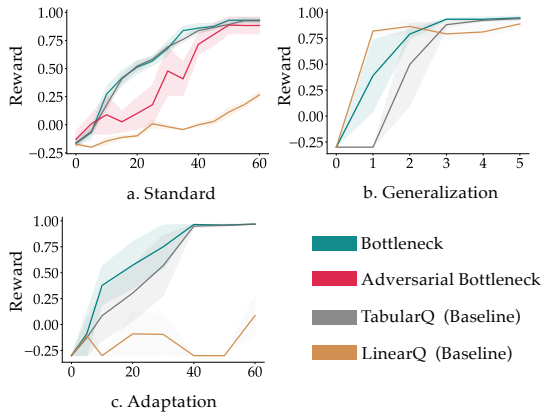 1.00
0.75
0.50
0.25
0.00
−0.25
Reward
0 20 40 60
a. Standard
1.00
0.75
0.50
0.25
0.00
−0.25
Reward
0 1 2 3 4 5
b. Generalization
1.00
0.75
0.50
0.25
0.00
−0.25
Reward
0 20 40 60
c. Adaptation
Bottleneck
Adversarial Bottleneck
TabularQ (Baseline)
LinearQ (Baseline)